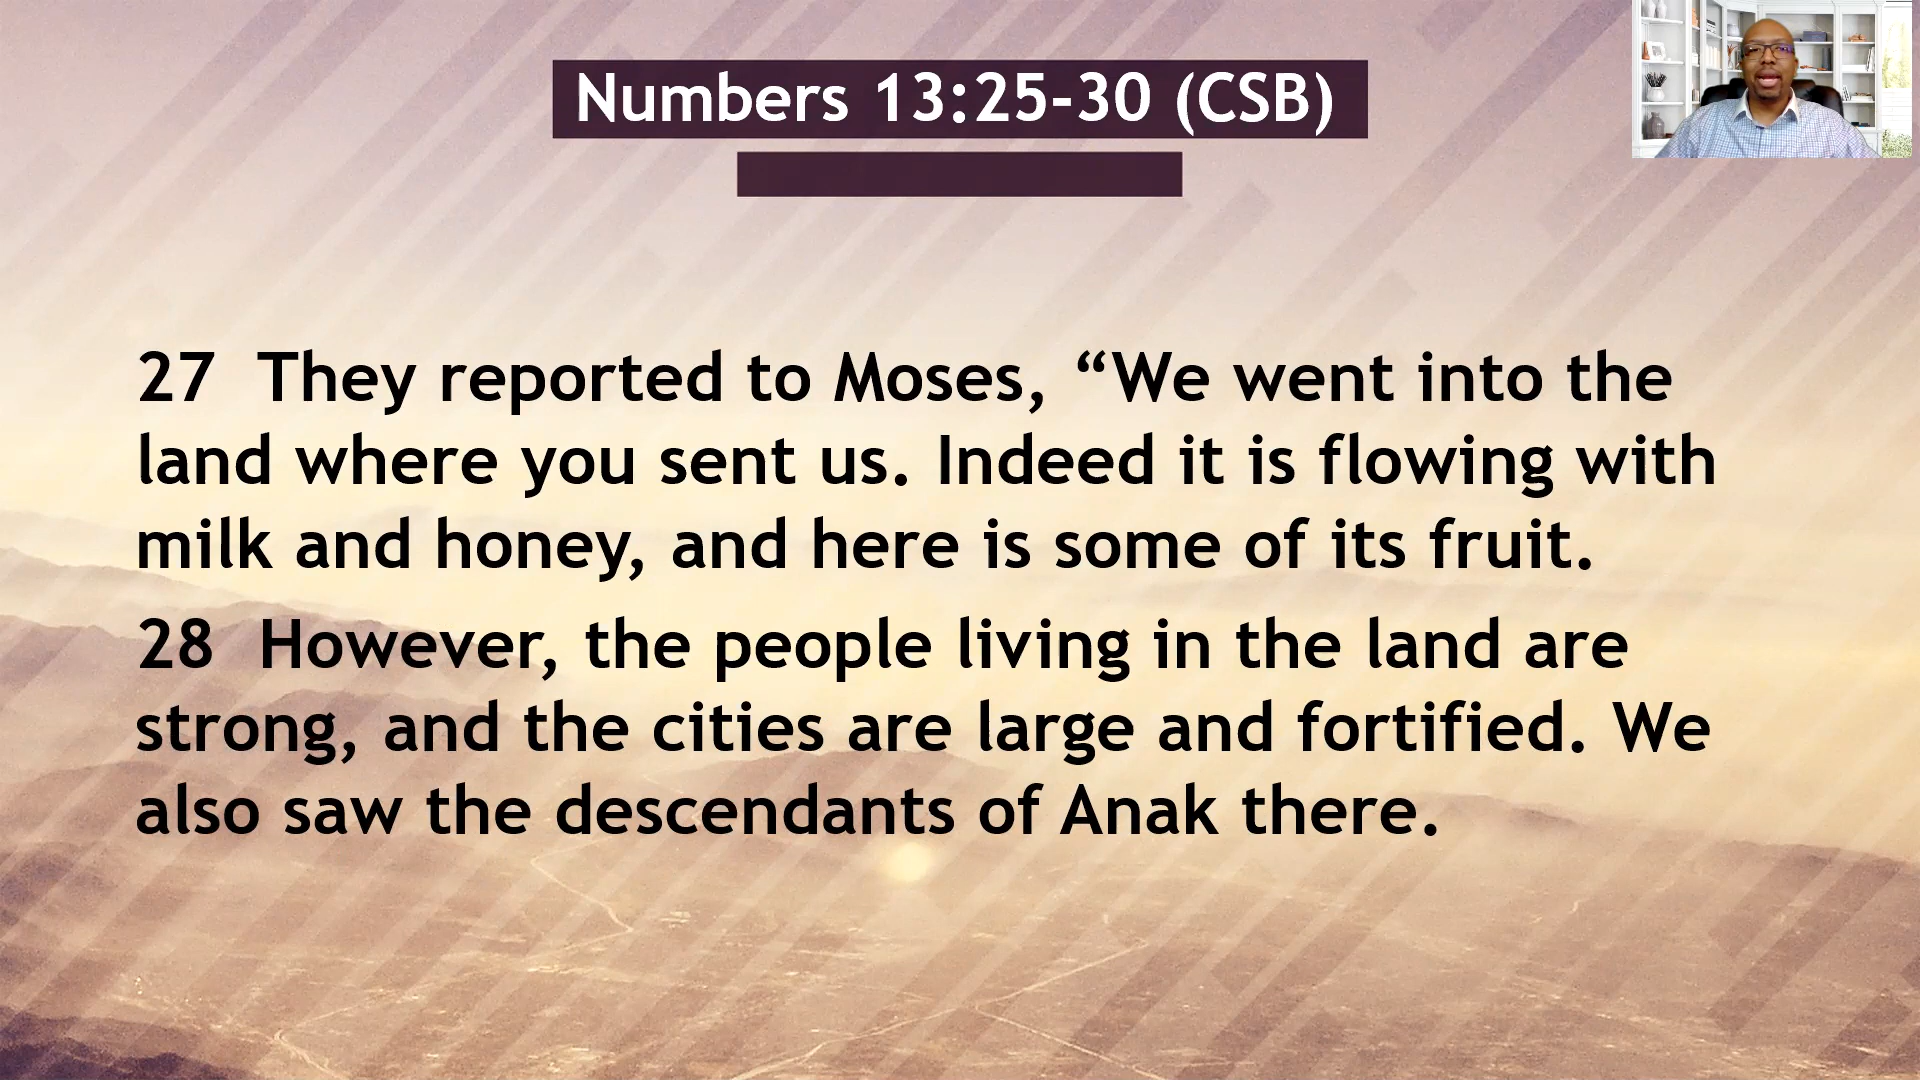 Numbers 13:25-30 (CSB)
27 They reported to Moses, “We went into the
land where you sent us. Indeed it is flowing with
milk and honey, and here is some of its fruit.
28 However, the people living in the land are
strong, and the cities are large and fortified. We
also saw the descendants of Anak there.